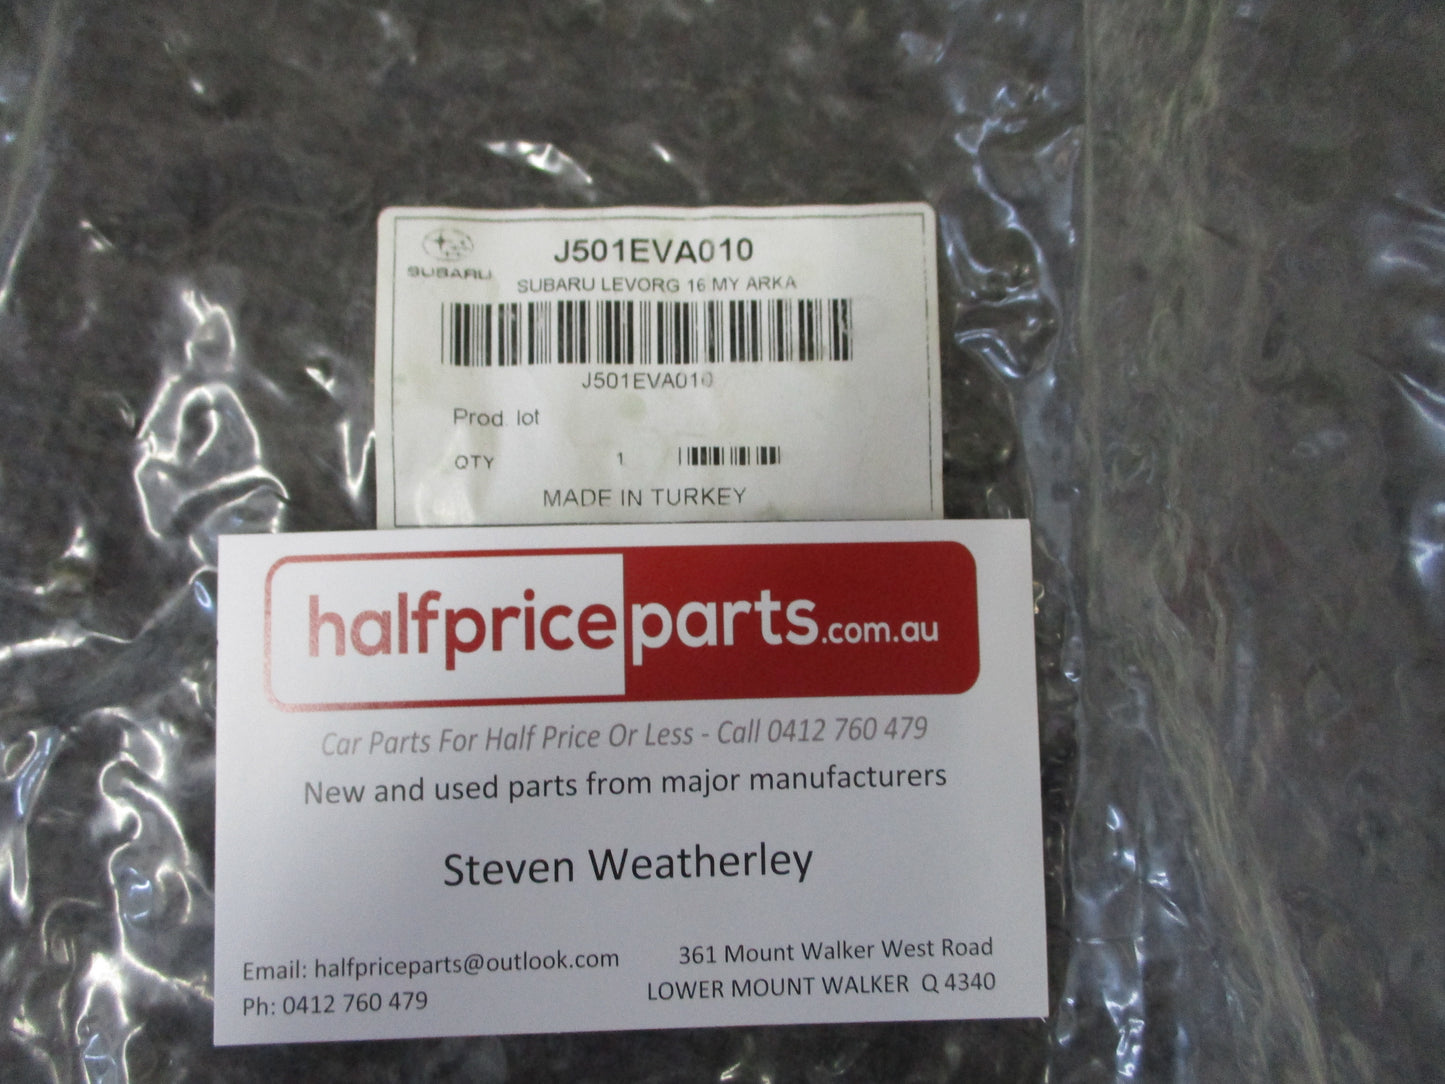 SUBARU
J501EVA010
SUBARU LEVORG 16 MY ARKA
J501EVA010
Prod. lot
QTY 1
MADE IN TURKEY
halfpriceparts.com.au
Car Parts For Half Price Or Less - Call 0412 760 479
New and used parts from major manufacturers
Steven Weatherley
Email: halfpriceparts@outlook.com
Ph: 0412 760 479
361 Mount Walker West Road
LOWER MOUNT WALKER Q 4340